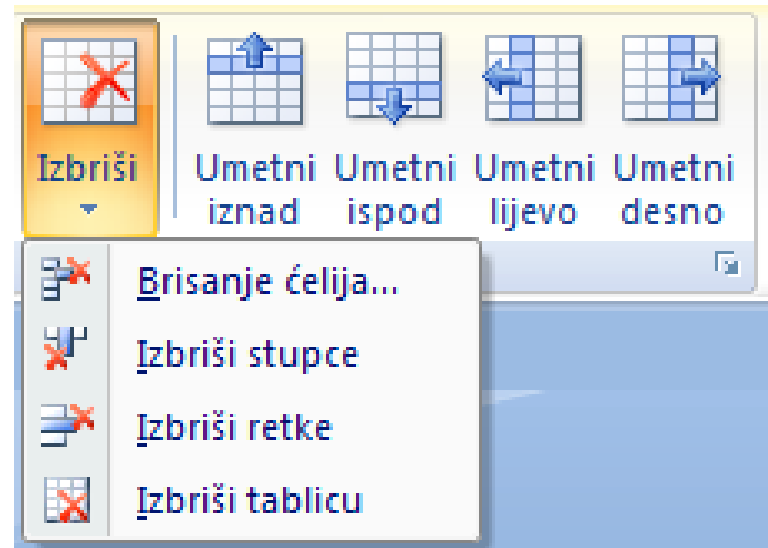 Izbriši
Umetni iznad
Umetni ispod
Umetni lijevo
Umetni desno
Brisanje ćelija...
Izbriši stupce
Izbriši retke
Izbriši tablicu